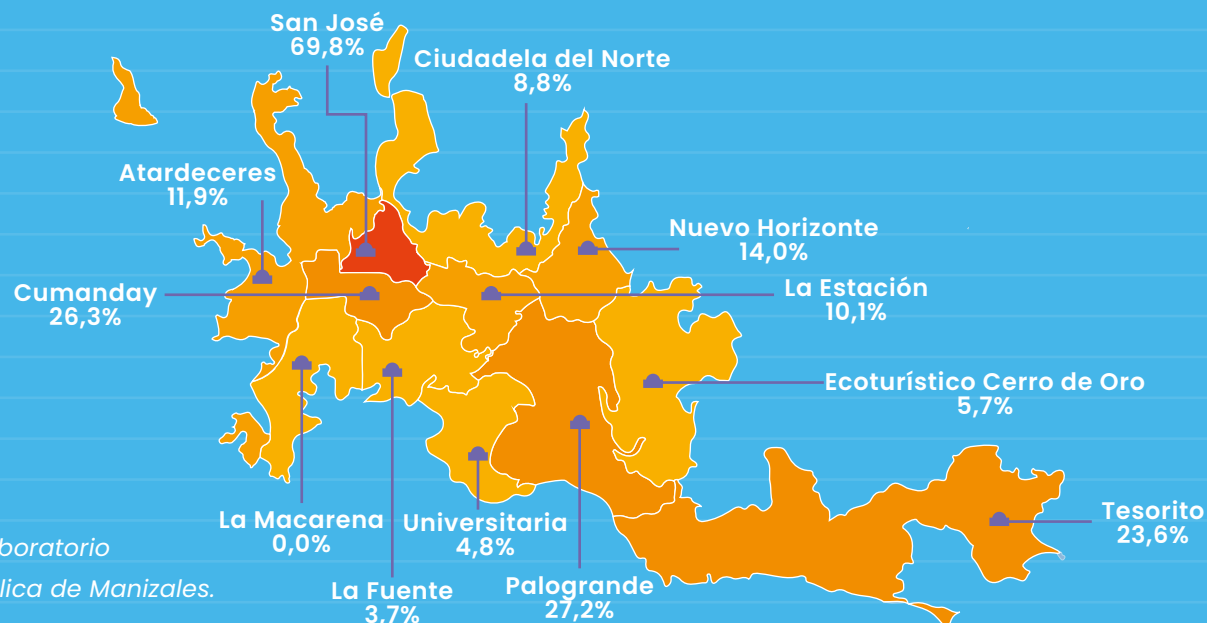 San José
69,8%
Ciudadela del Norte
8,8%
Atardeceres
11,9%
Nuevo Horizonte
14,0%
Cumanday
26,3%
La Estación
10,1%
Ecoturístico Cerro de Oro
5,7%
La Macarena
0,0%
Universitaria
4,8%
Tesorito
23,6%
La Fuente
3,7%
Palogrande
27,2%
boratorio
lica de Manizales.